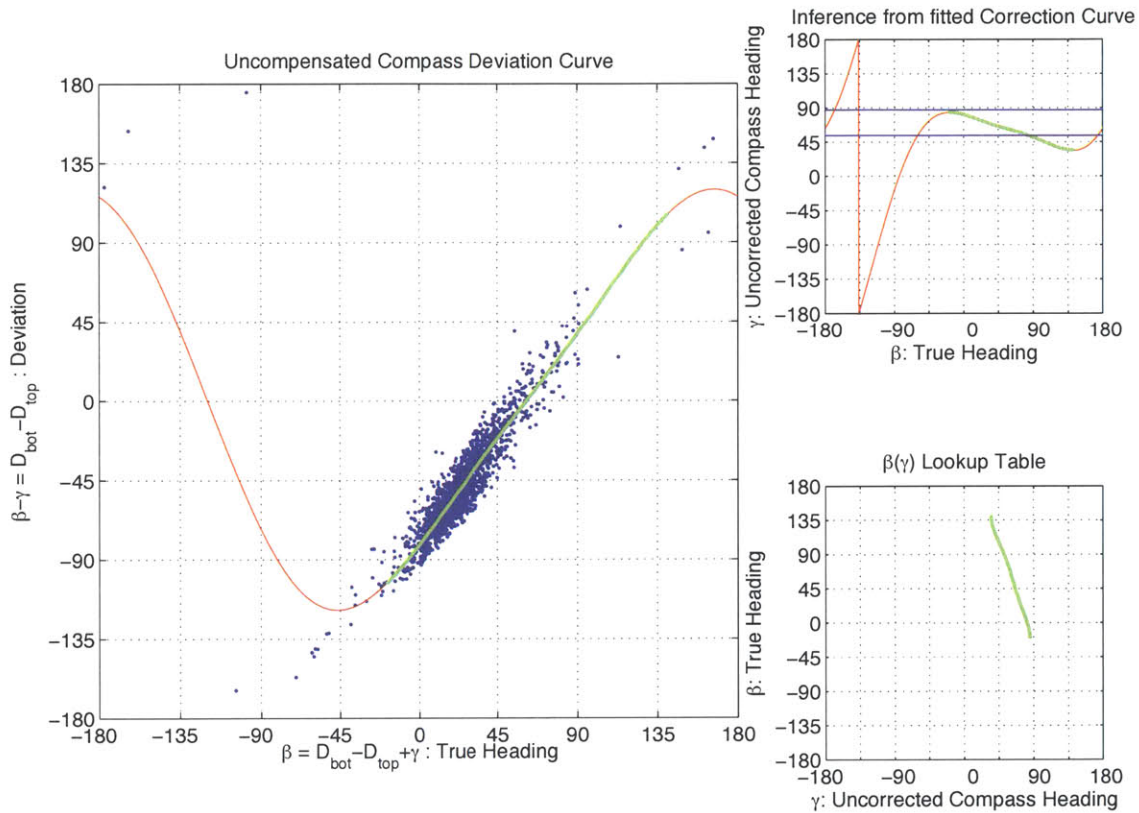 Uncompensated Compass Deviation Curve
180
135
90
45
0
−45
−90
−135
−180
β−γ = D_bot−D_top : Deviation
−180 −135 −90 −45 0 45 90 135 180
β = D_bot−D_top+γ : True Heading
Inference from fitted Correction Curve
180
135
90
45
0
−45
−90
−135
−180
γ: Uncorrected Compass Heading
−180 −90 0 90 180
β: True Heading
β(γ) Lookup Table
180
135
90
45
0
−45
−90
−135
−180
β: True Heading
−180 −90 0 90 180
γ: Uncorrected Compass Heading